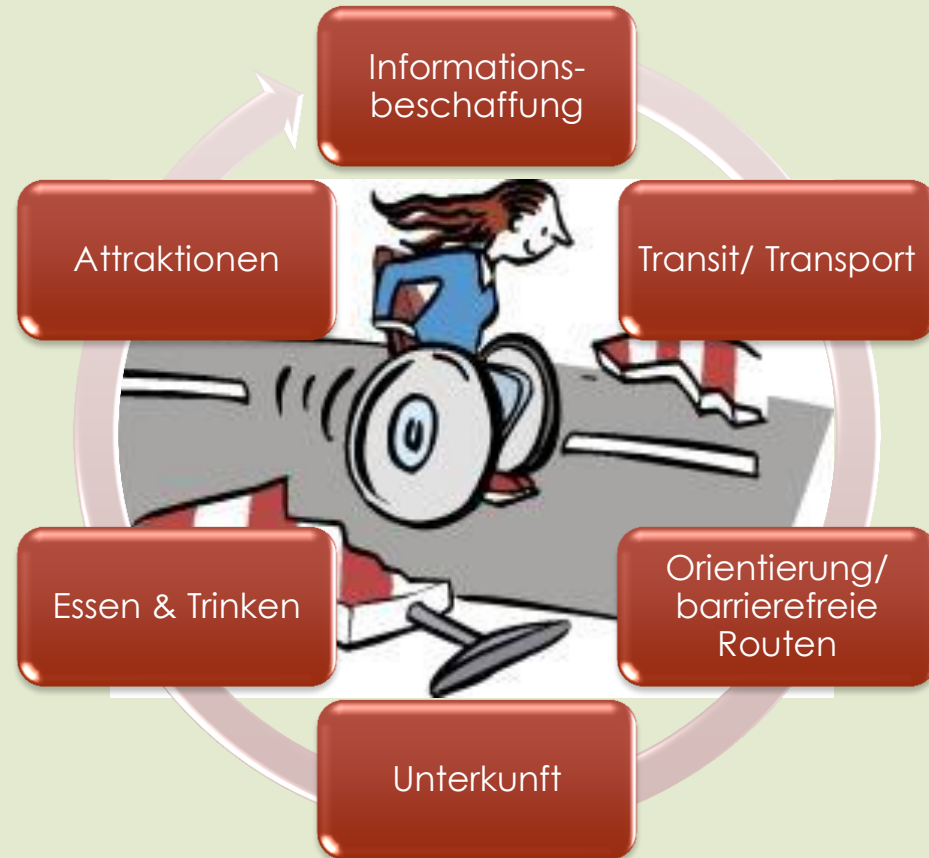 Informations-
beschaffung
Transit/ Transport
Orientierung/
barrierefreie
Routen
Unterkunft
Essen & Trinken
Attraktionen